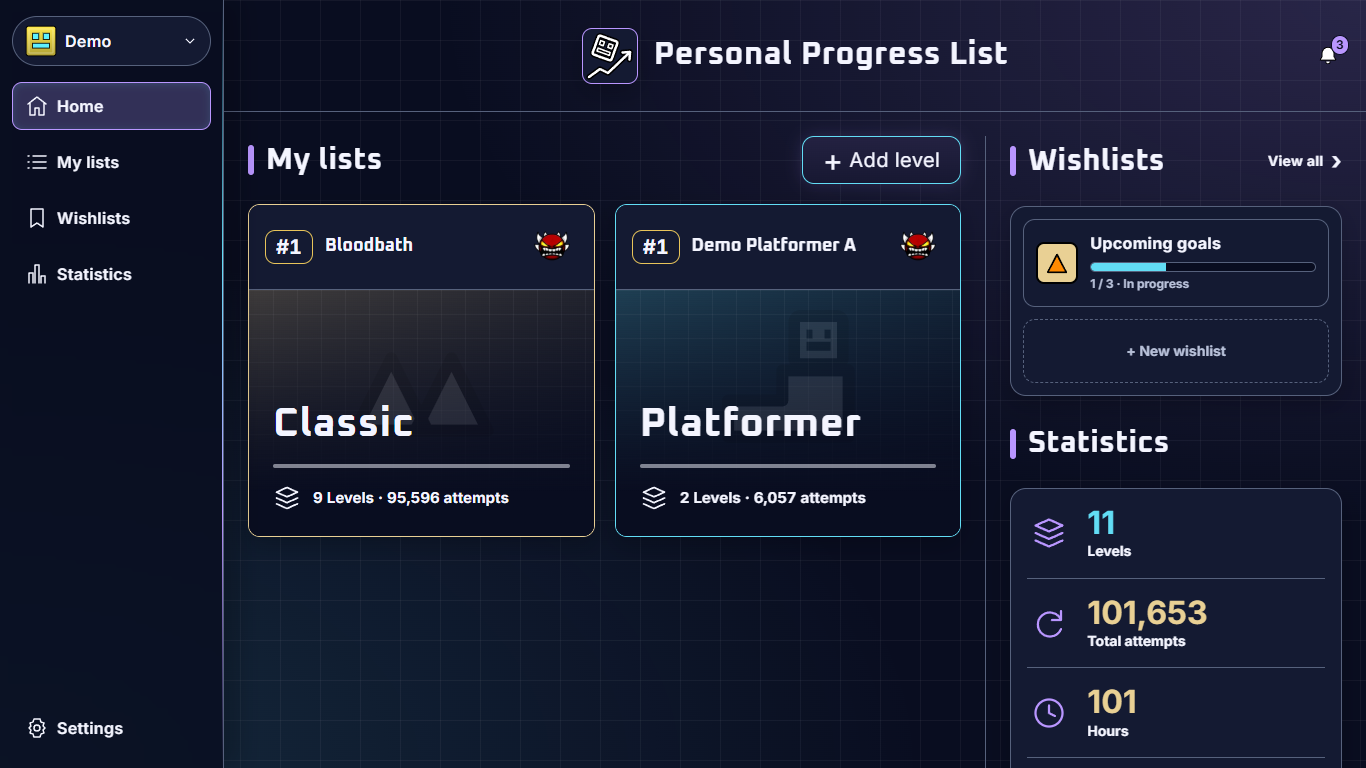 Demo
Home
My lists
Wishlists
Statistics
Settings
Personal Progress List
3
My lists
+ Add level
#1 Bloodbath
Classic
9 Levels · 95,596 attempts
#1 Demo Platformer A
Platformer
2 Levels · 6,057 attempts
Wishlists
View all
Upcoming goals
1 / 3 · In progress
+ New wishlist
Statistics
11
Levels
101,653
Total attempts
101
Hours